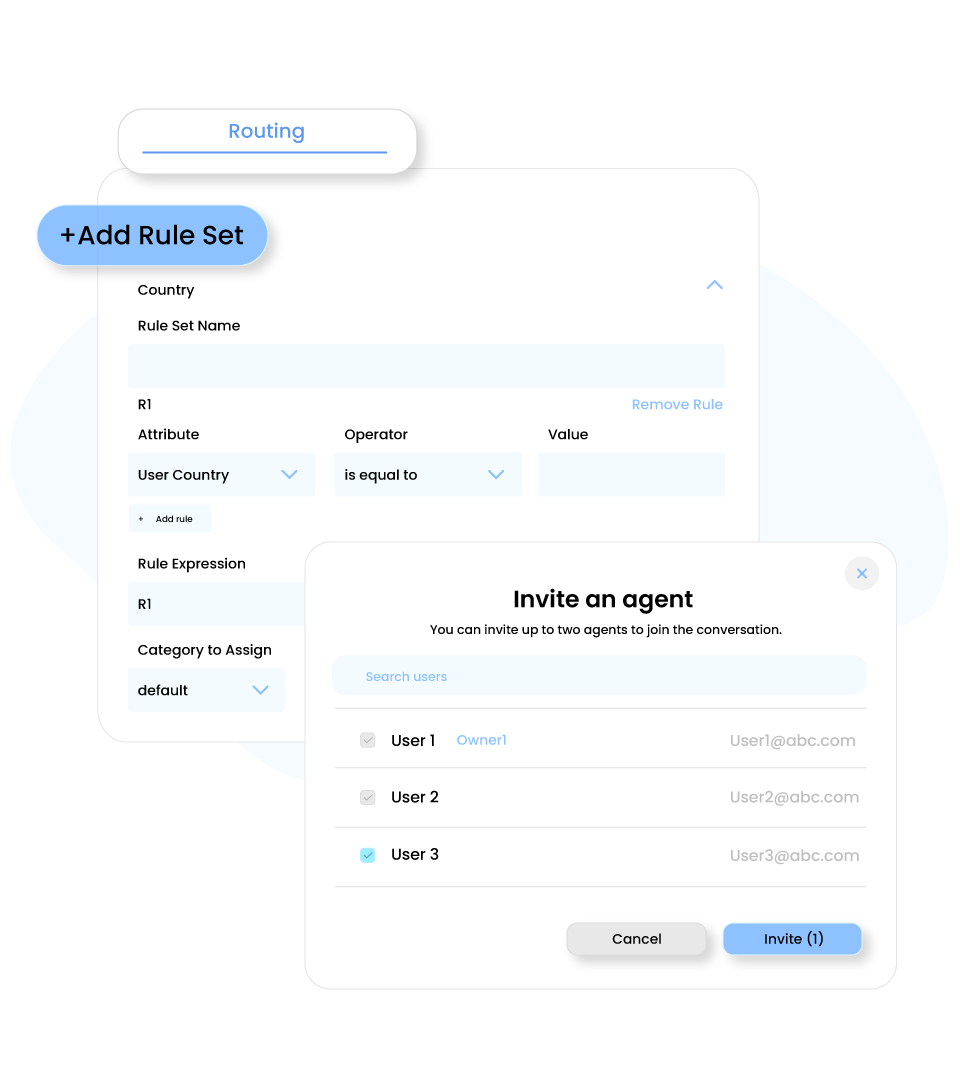 Routing
+Add Rule Set
Country
Rule Set Name
R1 Remove Rule
Attribute Operator Value
User Country is equal to
+ Add rule
Rule Expression
R1
Category to Assign
default
Invite an agent
You can invite up to two agents to join the conversation.
Search users
User 1 Owner1 User1@abc.com
User 2 User2@abc.com
User 3 User3@abc.com
Cancel Invite (1)